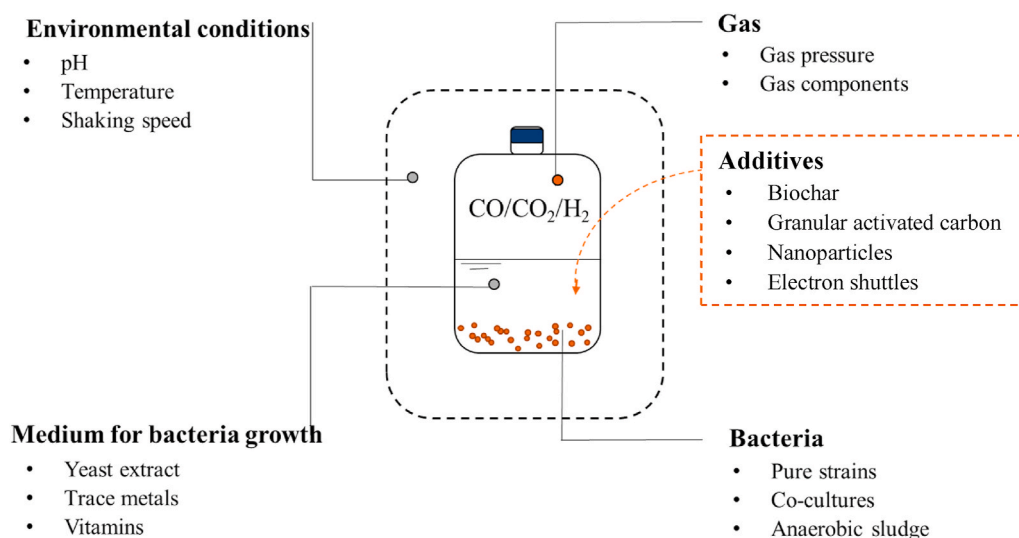 Environmental conditions
• pH
• Temperature
• Shaking speed
Gas
• Gas pressure
• Gas components
Additives
• Biochar
• Granular activated carbon
• Nanoparticles
• Electron shuttles
CO/CO₂/H₂
Medium for bacteria growth
• Yeast extract
• Trace metals
• Vitamins
Bacteria
• Pure strains
• Co-cultures
• Anaerobic sludge